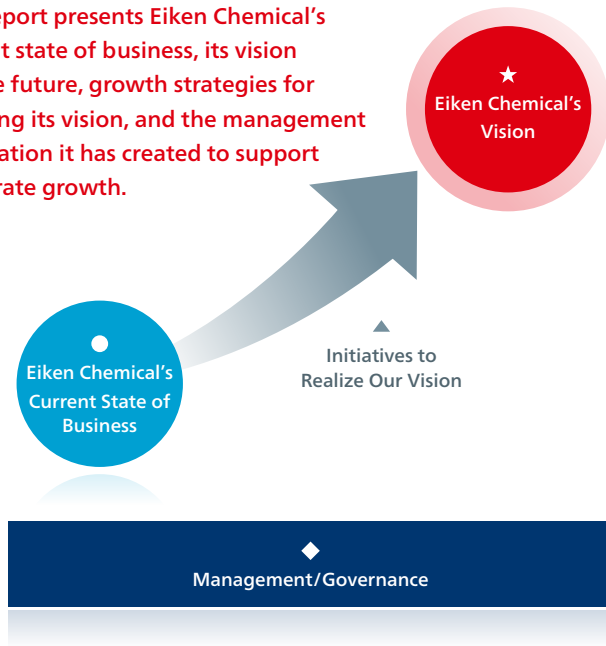 eport presents Eiken Chemical's
t state of business, its vision
e future, growth strategies for
ng its vision, and the management
ation it has created to support
rate growth.
Eiken Chemical's
Vision
Initiatives to
Realize Our Vision
Eiken Chemical's
Current State of
Business
Management/Governance